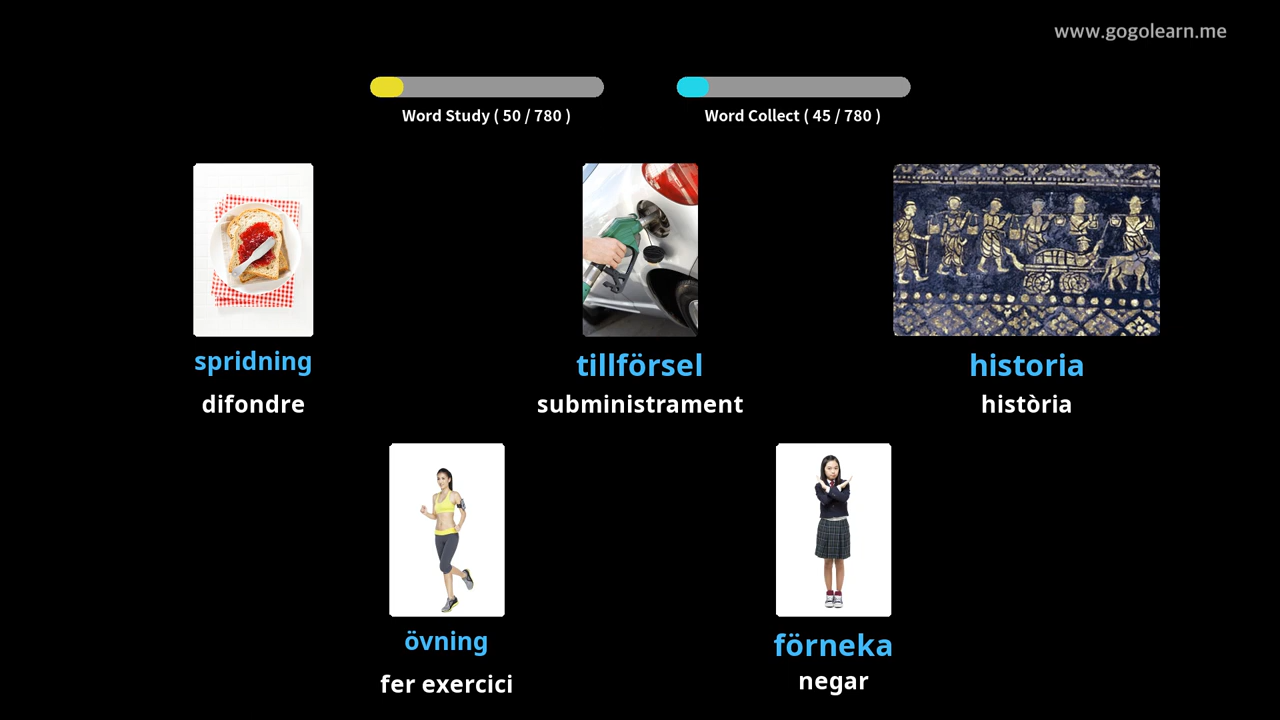 www.gogolearn.me
Word Study ( 50 / 780 )
Word Collect ( 45 / 780 )
spridning
difondre
tillförsel
subministrament
historia
història
övning
fer exercici
förneka
negar